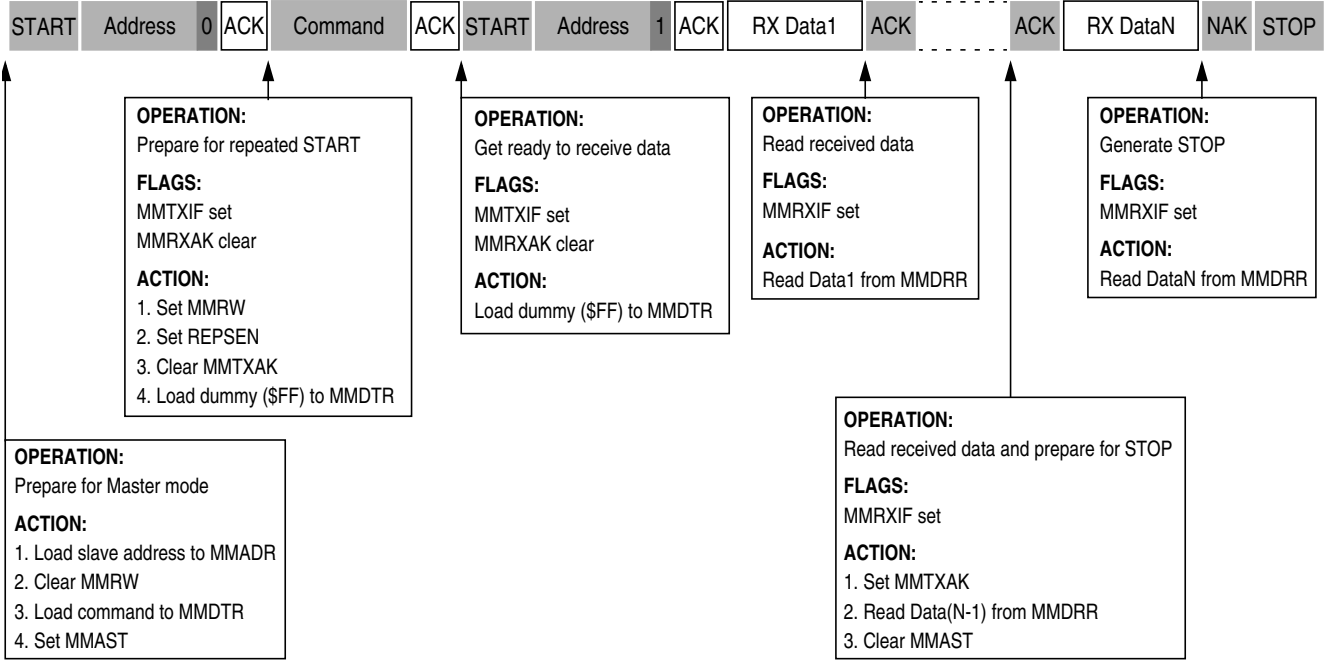 START Address 0 ACK Command ACK START Address 1 ACK RX Data1 ACK ACK RX DataN NAK STOP
OPERATION:
Prepare for repeated START
FLAGS:
MMTXIF set
MMRXAK clear
ACTION:
1. Set MMRW
2. Set REPSEN
3. Clear MMTXAK
4. Load dummy ($FF) to MMDTR
OPERATION:
Get ready to receive data
FLAGS:
MMTXIF set
MMRXAK clear
ACTION:
Load dummy ($FF) to MMDTR
OPERATION:
Read received data
FLAGS:
MMRXIF set
ACTION:
Read Data1 from MMDRR
OPERATION:
Generate STOP
FLAGS:
MMRXIF set
ACTION:
Read DataN from MMDRR
OPERATION:
Prepare for Master mode
ACTION:
1. Load slave address to MMADR
2. Clear MMRW
3. Load command to MMDTR
4. Set MMAST
OPERATION:
Read received data and prepare for STOP
FLAGS:
MMRXIF set
ACTION:
1. Set MMTXAK
2. Read Data(N-1) from MMDRR
3. Clear MMAST